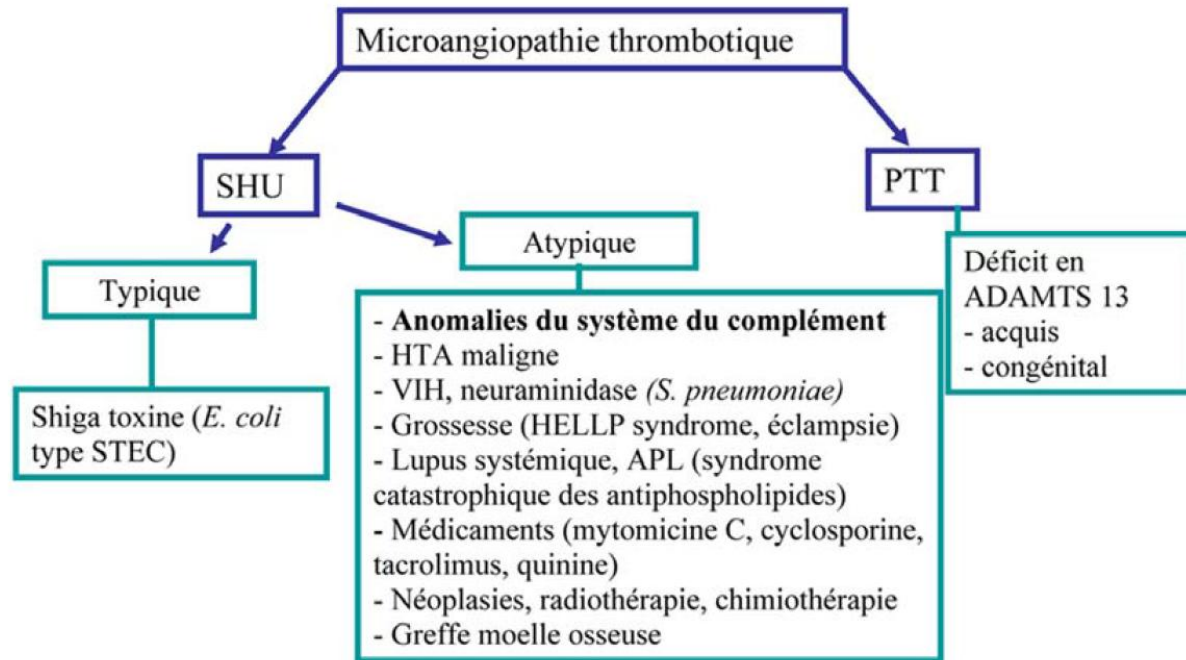 Microangiopathie thrombotique
SHU
PTT
Typique
Atypique
Shiga toxine (E. coli
type STEC)
- Anomalies du système du complément
- HTA maligne
- VIH, neuraminidase (S. pneumoniae)
- Grossesse (HELLP syndrome, éclampsie)
- Lupus systémique, APL (syndrome
catastrophique des antiphospholipides)
- Médicaments (mytomicine C, cyclosporine,
tacrolimus, quinine)
- Néoplasies, radiothérapie, chimiothérapie
- Greffe moelle osseuse
Déficit en
ADAMTS 13
- acquis
- congénital